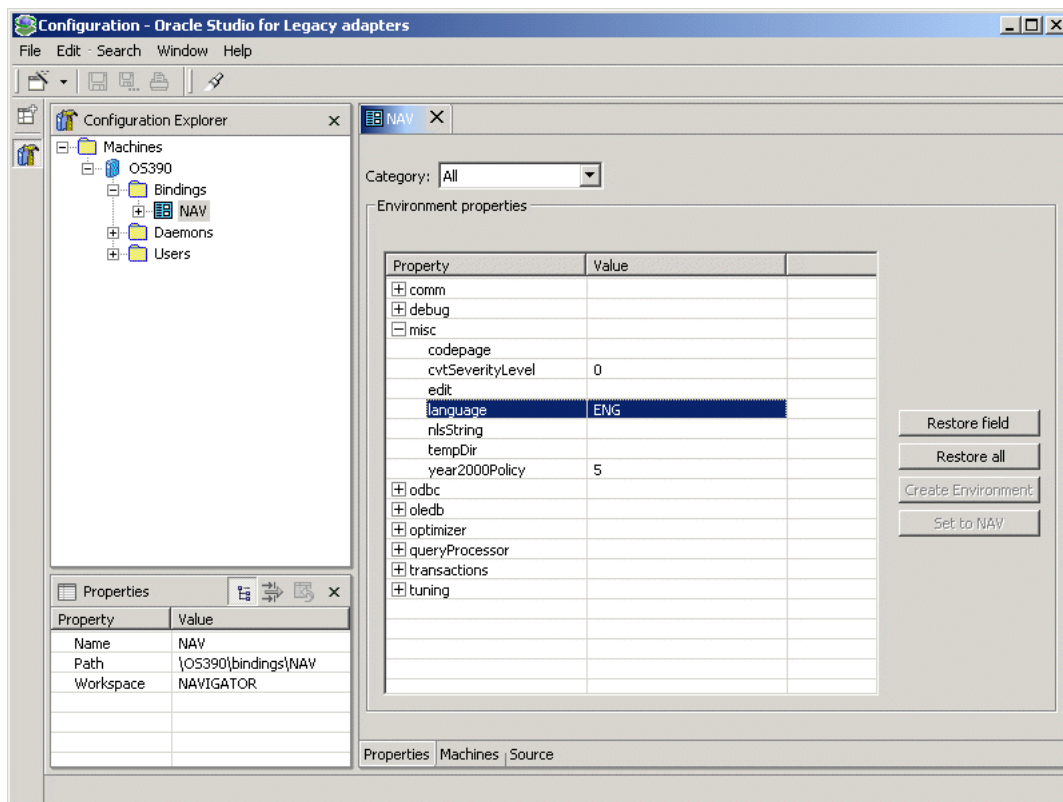 Configuration - Oracle Studio for Legacy adapters
File Edit Search Window Help
Configuration Explorer
Machines
OS390
Bindings
NAV
Daemons
Users
NAV
Category: All
Environment properties
Property Value
comm
debug
misc
codepage
cvtSeverityLevel 0
edit
language ENG
nlsString
tempDir
year2000Policy 5
odbc
oledb
optimizer
queryProcessor
transactions
tuning
Restore field
Restore all
Create Environment
Set to NAV
Properties Machines Source
Properties
Property Value
Name NAV
Path \OS390\bindings\NAV
Workspace NAVIGATOR